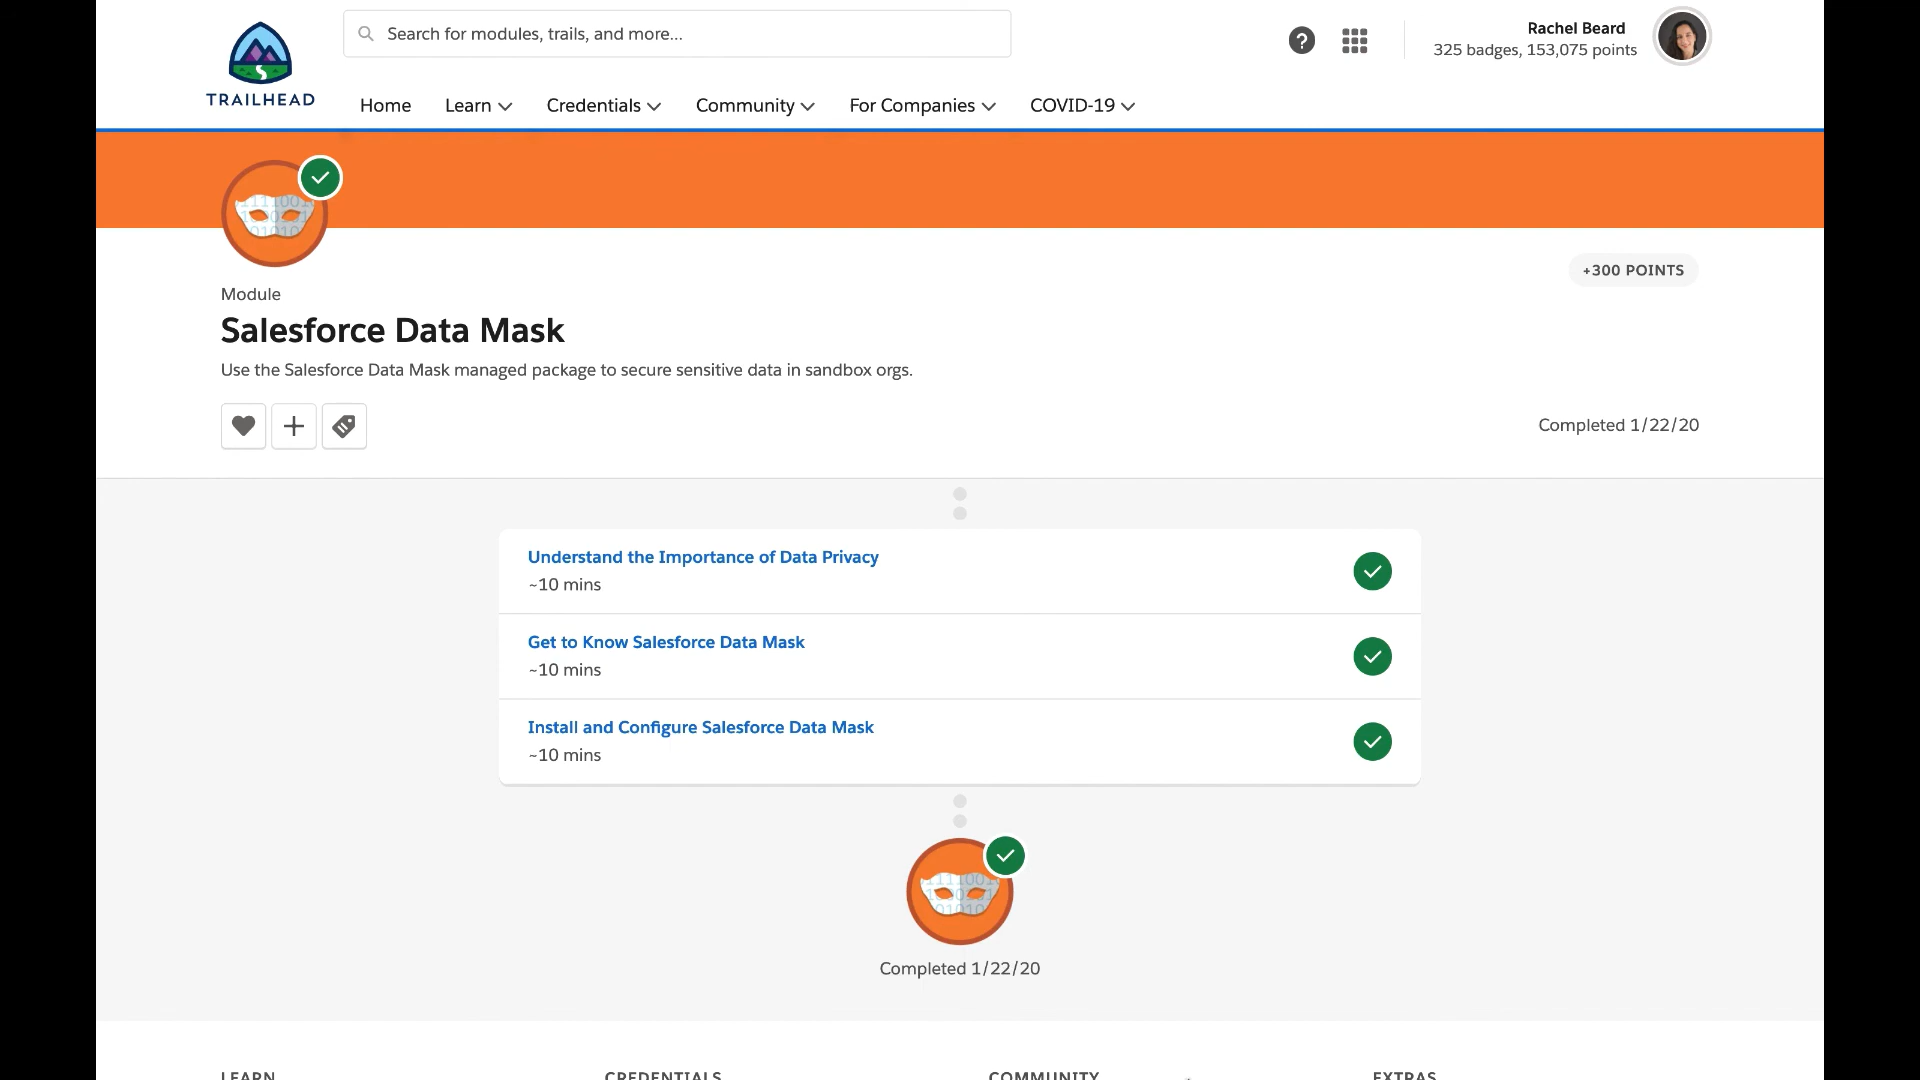 Search for modules, trails, and more...
Rachel Beard
325 badges, 153,075 points
TRAILHEAD
Home Learn Credentials Community For Companies COVID-19
+300 POINTS
Module
Salesforce Data Mask
Use the Salesforce Data Mask managed package to secure sensitive data in sandbox orgs.
Completed 1/22/20
Understand the Importance of Data Privacy
~10 mins
Get to Know Salesforce Data Mask
~10 mins
Install and Configure Salesforce Data Mask
~10 mins
Completed 1/22/20
LEARN CREDENTIALS COMMUNITY EXTRAS